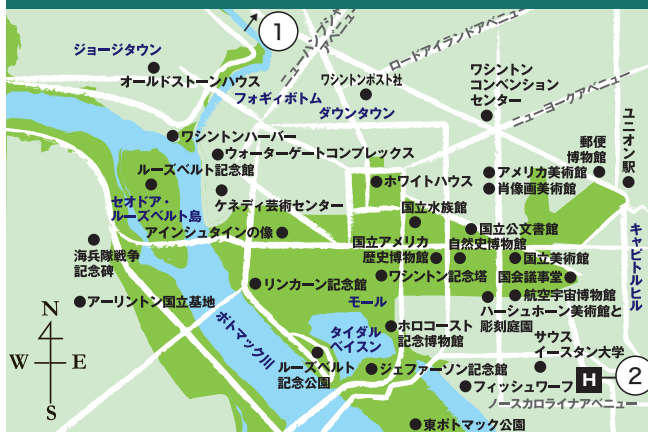 ①
ジョージタウン
オールドストーンハウス
フォギィボトム
ニューハンプシャー
アベニュー
ロードアイランドアベニュー
ワシントンポスト社
ダウンタウン
ワシントン
コンベンション
センター
ニューヨークアベニュー
ユニオン駅
郵便
博物館
ワシントンハーバー
ウォーターゲートコンプレックス
ルーズベルト記念館
ケネディ芸術センター
セオドア・
ルーズベルト島
ホワイトハウス
アメリカ美術館
肖像画美術館
国立水族館
アインシュタインの像
国立公文書館
国立アメリカ
歴史博物館
自然史博物館
国立美術館
キャピトルヒル
海兵隊戦争
記念碑
リンカーン記念館
ワシントン記念塔
国会議事堂
アーリントン国立基地
モール
航空宇宙博物館
ハーシュホーン美術館と
彫刻庭園
ポトマック川
タイダル
ベイスン
ホロコースト
記念博物館
サウス
イースタン大学
N
W E
S
ルーズベルト
記念公園
ジェファーソン記念館
フィッシュワーフ
H
②
ノースカロライナアベニュー
東ポトマック公園